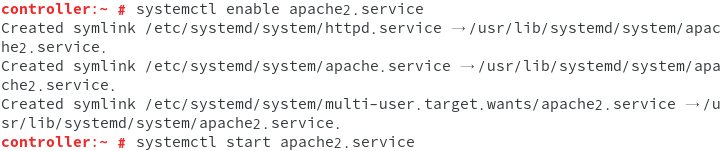 controller:~ # systemctl enable apache2.service
Created symlink /etc/systemd/system/httpd.service →/usr/lib/systemd/system/apac
he2.service.
Created symlink /etc/systemd/system/apache.service →/usr/lib/systemd/system/apa
che2.service.
Created symlink /etc/systemd/system/multi-user.target.wants/apache2.service →/u
sr/lib/systemd/system/apache2.service.
controller:~ # systemctl start apache2.service